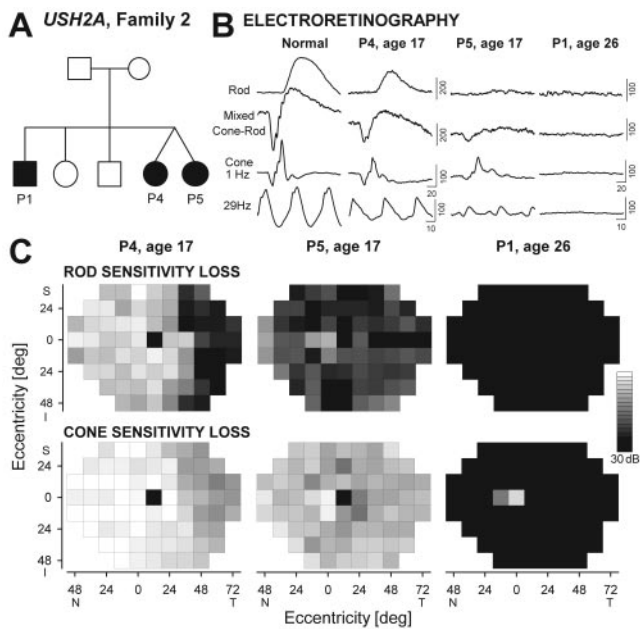 A USH2A, Family 2
P1
P4
P5
B ELECTRORETINOGRAPHY
Normal P4, age 17 P5, age 17 P1, age 26
Rod
200
100
Mixed
Cone-Rod
200
100
Cone
1 Hz
100
20
100
20
29Hz
100
10
100
10
C P4, age 17 P5, age 17 P1, age 26
ROD SENSITIVITY LOSS
Eccentricity [deg]
S
24
0
24
48
I
30 dB
CONE SENSITIVITY LOSS
S
24
0
24
48
I
48 24 0 24 48 72 48 24 0 24 48 72 48 24 0 24 48 72
N T N T
Eccentricity [deg]